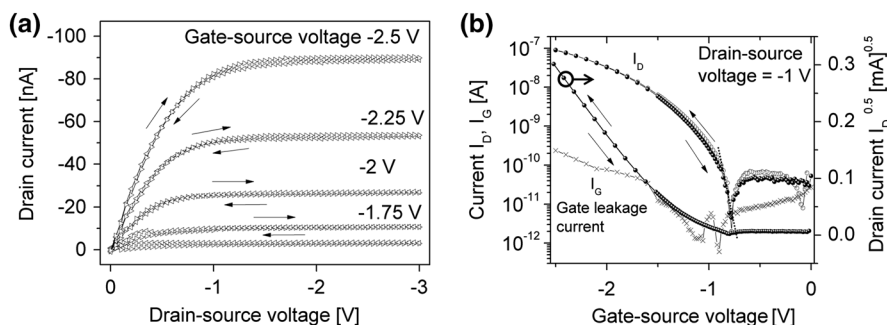 (a)
-100
-80
-60
-40
-20
0
Drain current [nA]
Gate-source voltage -2.5 V
-2.25 V
-2 V
-1.75 V
0
-1
-2
-3
Drain-source voltage [V]
(b)
10⁻⁷
10⁻⁸
10⁻⁹
10⁻¹⁰
10⁻¹¹
10⁻¹²
Current I_D, I_G [A]
I_D
Drain-source
voltage = -1 V
I_G
Gate leakage
current
-2
-1
0
Gate-source voltage [V]
0.3
0.2
0.1
0.0
Drain current I_D^0.5 [mA]^0.5